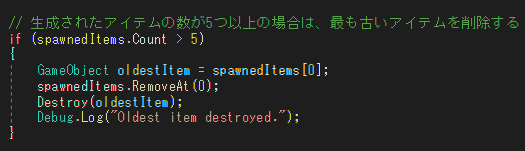 // 生成されたアイテムの数が5つ以上の場合は、最も古いアイテムを削除する
if (spawnedItems.Count > 5)
{
GameObject oldestItem = spawnedItems[0];
spawnedItems.RemoveAt(0);
Destroy(oldestItem);
Debug.Log("Oldest item destroyed.");
}